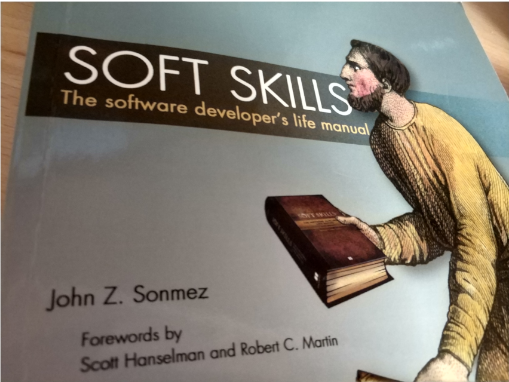 SOFT SKILLS
The software developer's life manual
John Z. Sonmez
Forewords by
Scott Hanselman and Robert C. Martin